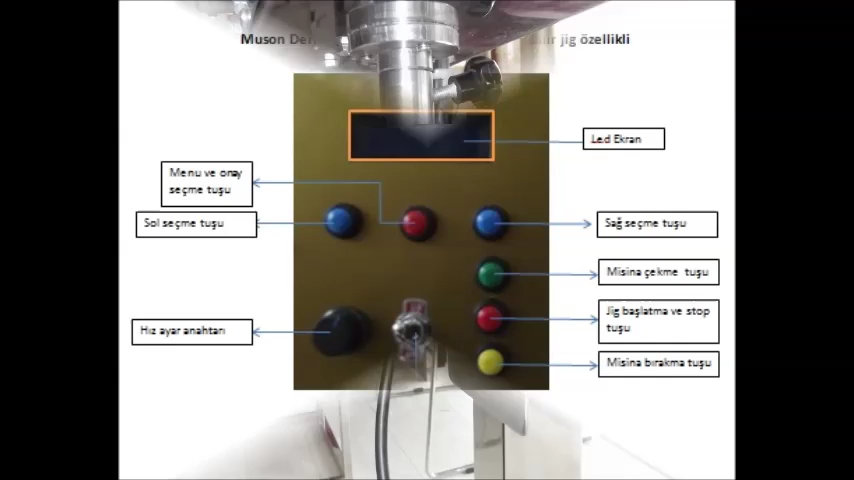 Muson
jig özellikli
Led Ekran
Menu ve onay
seçme tuşu
Sol seçme tuşu
Sağ seçme tuşu
Misina çekme tuşu
Jig başlatma ve stop
tuşu
Hız ayar anahtarı
Misina bırakma tuşu